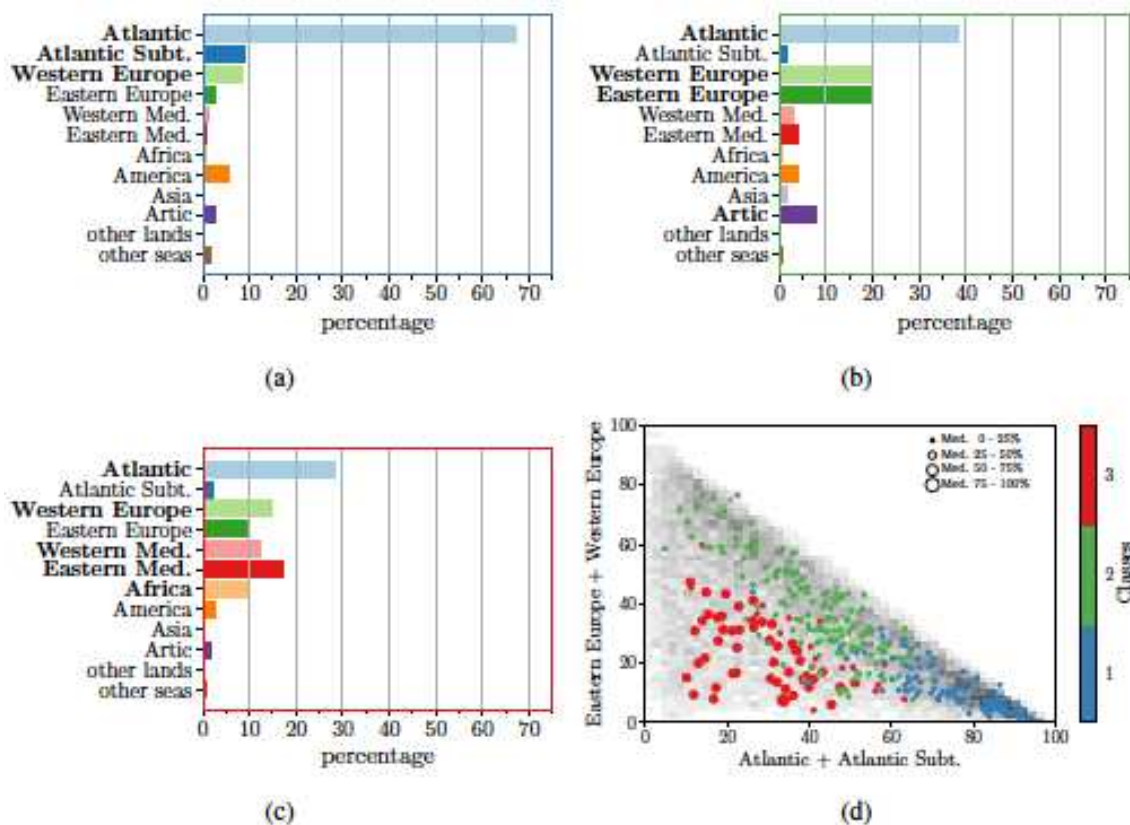 Atlantic
Atlantic Subt.
Western Europe
Eastern Europe
Western Med.
Eastern Med.
Africa
America
Asia
Artic
other lands
other seas
0 10 20 30 40 50 60 70
percentage
(a)
Atlantic
Atlantic Subt.
Western Europe
Eastern Europe
Western Med.
Eastern Med.
Africa
America
Asia
Artic
other lands
other seas
0 10 20 30 40 50 60 70
percentage
(b)
Atlantic
Atlantic Subt.
Western Europe
Eastern Europe
Western Med.
Eastern Med.
Africa
America
Asia
Artic
other lands
other seas
0 10 20 30 40 50 60 70
percentage
(c)
Eastern Europe + Western Europe
100
80
60
40
20
0
Med. 0 - 25%
Med. 25 - 50%
Med. 50 - 75%
Med. 75 - 100%
0 20 40 60 80 100
Atlantic + Atlantic Subt.
3
2
1
Classes
(d)